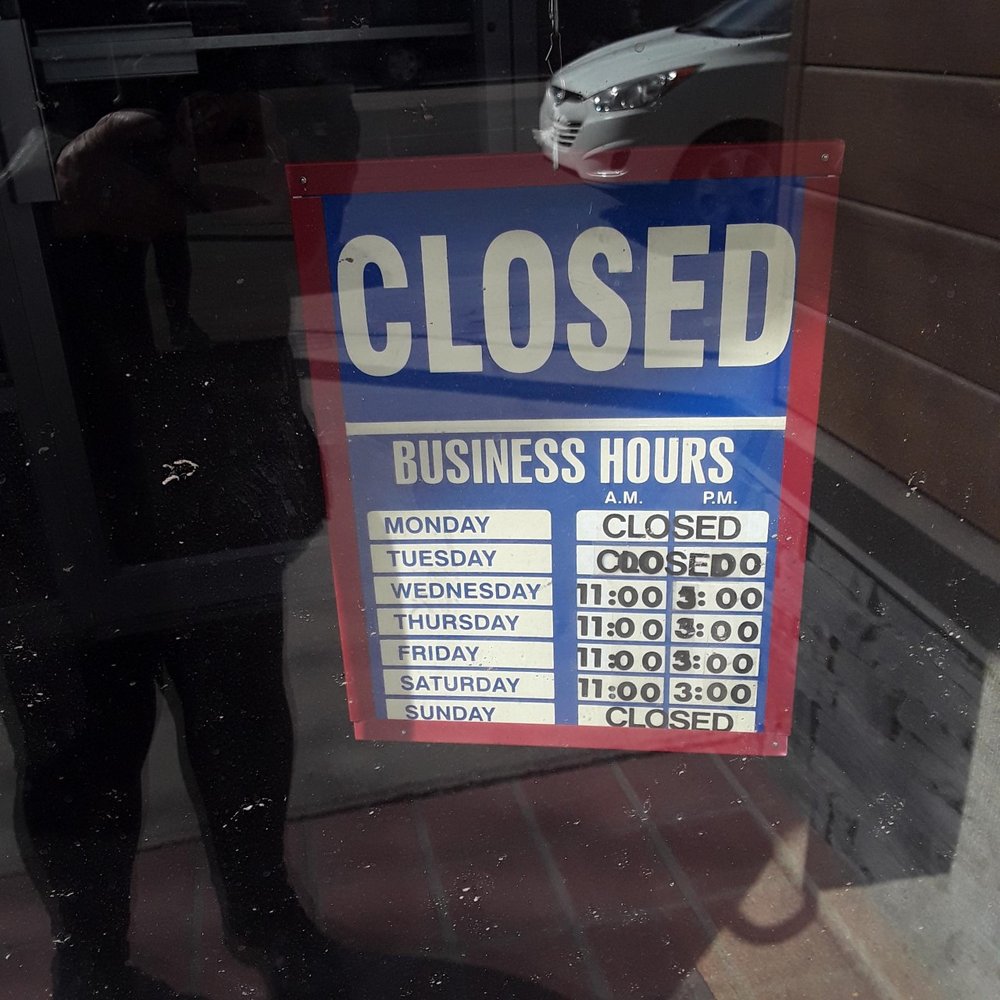 CLOSED
BUSINESS HOURS
A.M. P.M.
MONDAY CLOSED
TUESDAY CLOSED
WEDNESDAY 11:00 3:00
THURSDAY 11:00 3:00
FRIDAY 11:00 3:00
SATURDAY 11:00 3:00
SUNDAY CLOSED